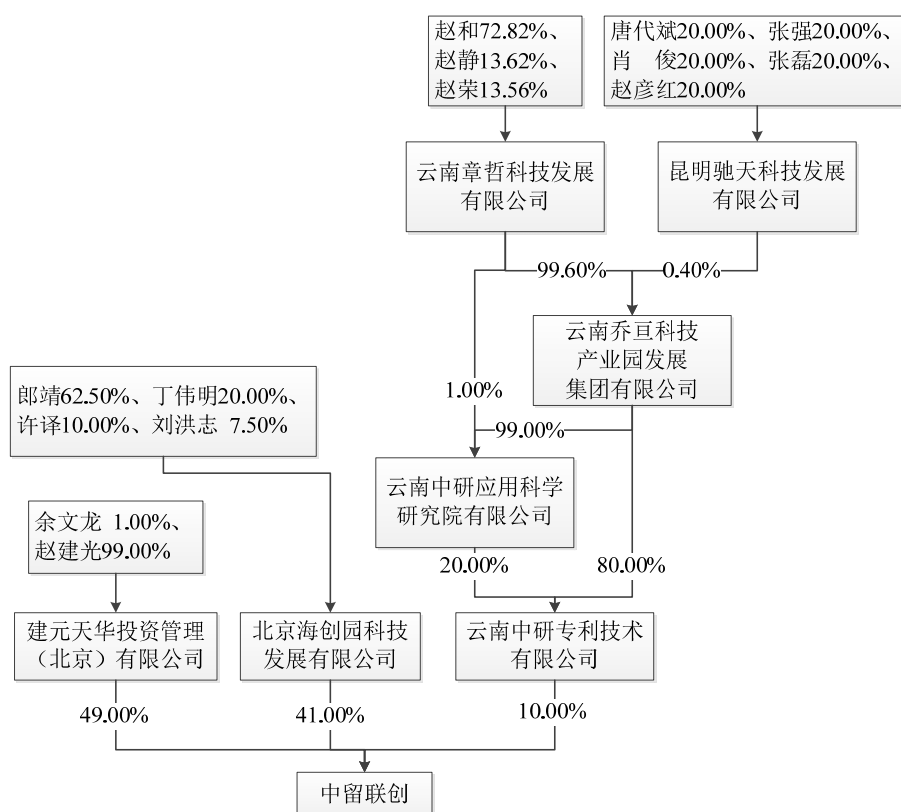 赵和72.82%、
赵静13.62%、
赵荣13.56%
唐代斌20.00%、张强20.00%、
肖　俊20.00%、张磊20.00%、
赵彦红20.00%
云南章哲科技发展
有限公司
昆明驰天科技发展
有限公司
99.60%
0.40%
云南乔亘科技
产业园发展
集团有限公司
1.00%
99.00%
郎靖62.50%、丁伟明20.00%、
许译10.00%、刘洪志 7.50%
云南中研应用科学
研究院有限公司
余文龙 1.00%、
赵建光99.00%
20.00%
80.00%
建元天华投资管理
（北京）有限公司
北京海创园科技
发展有限公司
云南中研专利技术
有限公司
49.00%
41.00%
10.00%
中留联创